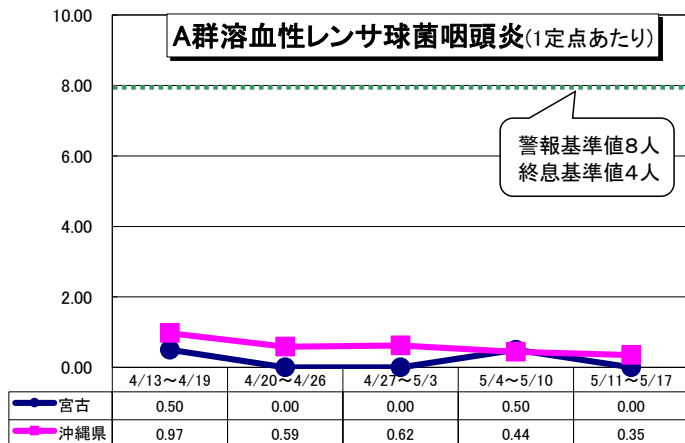 A群溶血性レンサ球菌咽頭炎(1定点あたり)
10.00
8.00
6.00
4.00
2.00
0.00
警報基準値8人
終息基準値4人
4/13～4/19 4/20～4/26 4/27～5/3 5/4～5/10 5/11～5/17
宮古 0.50 0.00 0.00 0.50 0.00
沖縄県 0.97 0.59 0.62 0.44 0.35